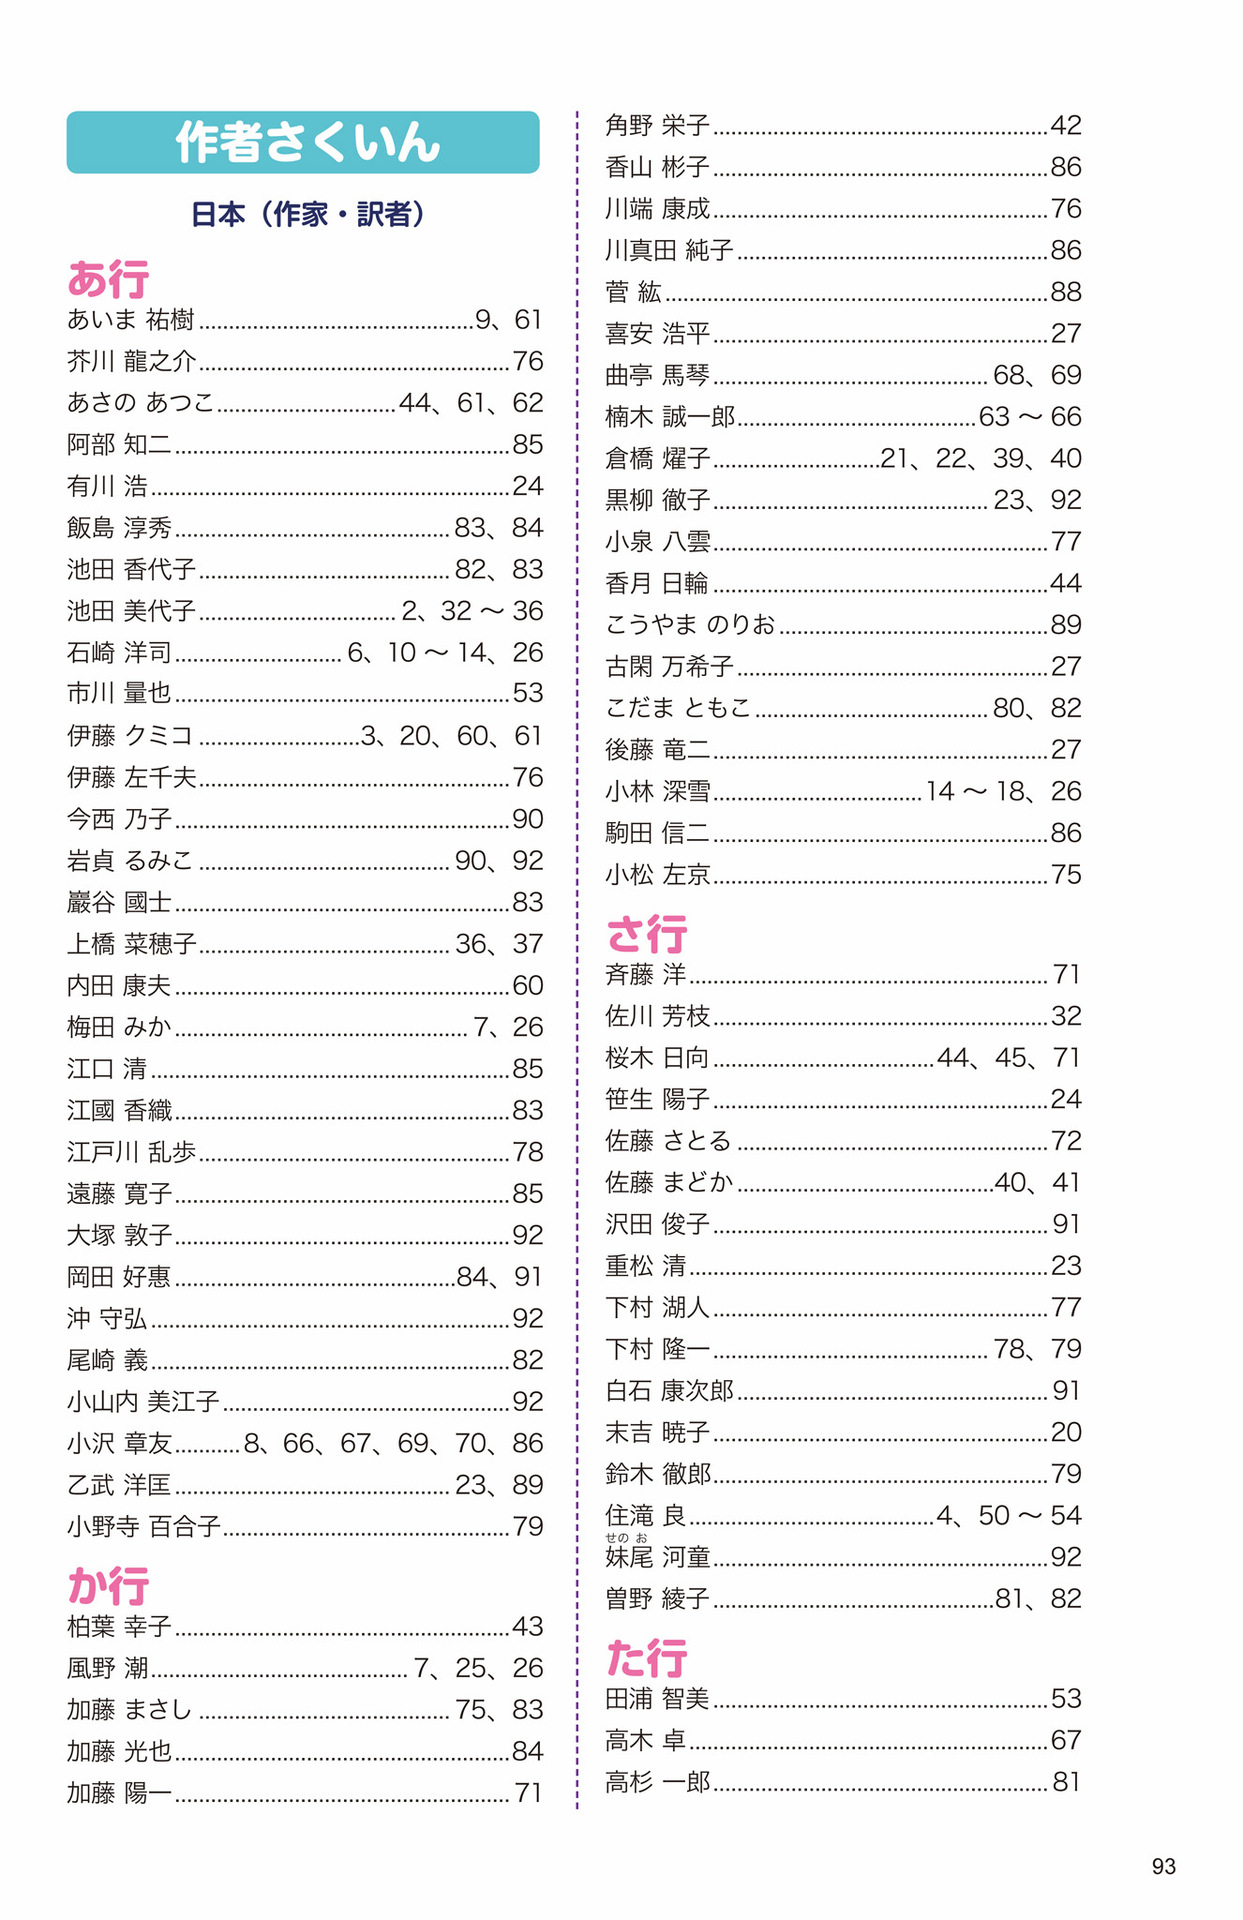 作者さくいん
日本（作家・訳者）
あ行
あいま 祐樹..............................................9、61
芥川 龍之介....................................................76
あさの あつこ..............................44、61、62
阿部 知二........................................................85
有川 浩............................................................24
飯島 淳秀.............................................. 83、84
池田 香代子.......................................... 82、83
池田 美代子................................. 2、32 ～ 36
石崎 洋司............................ 6、10 ～ 14、26
市川 量也........................................................53
伊藤 クミコ...........................3、20、60、61
伊藤 左千夫....................................................76
今西 乃子........................................................90
岩貞 るみこ.......................................... 90、92
巖谷 國士........................................................83
上橋 菜穂子.......................................... 36、37
内田 康夫........................................................60
梅田 みか................................................. 7、26
江口 清............................................................85
江國 香織........................................................83
江戸川 乱歩....................................................78
遠藤 寛子........................................................85
大塚 敦子........................................................92
岡田 好惠...............................................84、91
沖 守弘............................................................92
尾崎 義............................................................82
小山内 美江子................................................92
小沢 章友...........8、66、67、69、70、86
乙武 洋匡.............................................. 23、89
小野寺 百合子................................................79
か行
柏葉 幸子........................................................43
風野 潮........................................... 7、25、26
加藤 まさし.......................................... 75、83
加藤 光也........................................................84
加藤 陽一........................................................71
角野 栄子........................................................42
香山 彬子........................................................86
川端 康成........................................................76
川真田 純子....................................................86
菅 紘................................................................88
喜安 浩平........................................................27
曲亭 馬琴.............................................. 68、69
楠木 誠一郎........................................63 ～ 66
倉橋 燿子............................21、22、39、40
黒柳 徹子.............................................. 23、92
小泉 八雲........................................................77
香月 日輪........................................................44
こうやま のりお.............................................89
古閑 万希子....................................................27
こだま ともこ....................................... 80、82
後藤 竜二........................................................27
小林 深雪...................................14 ～ 18、26
駒田 信二........................................................86
小松 左京........................................................75
さ行
斉藤 洋............................................................71
佐川 芳枝........................................................32
桜木 日向.....................................44、45、71
笹生 陽子........................................................24
佐藤 さとる....................................................72
佐藤 まどか...........................................40、41
沢田 俊子........................................................91
重松 清............................................................23
下村 湖人........................................................77
下村 隆一.............................................. 78、79
白石 康次郎....................................................91
末吉 暁子........................................................20
鈴木 徹郎........................................................79
住滝 良.........................................4、50 ～ 54
せの お
妹尾 河童........................................................92
曽野 綾子...............................................81、82
た行
田浦 智美........................................................53
高木 卓............................................................67
高杉 一郎........................................................81
93